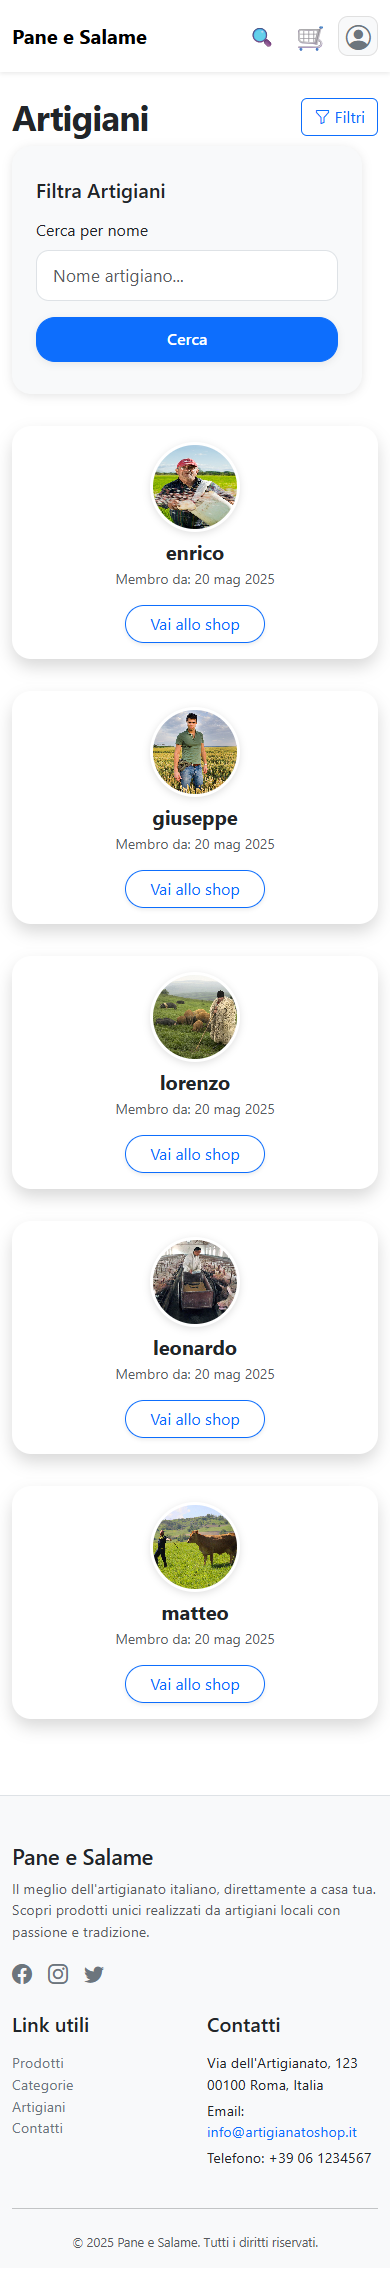 Pane e Salame
Artigiani
Filtri
Filtra Artigiani
Cerca per nome
Nome artigiano...
Cerca
enrico
Membro da: 20 mag 2025
Vai allo shop
giuseppe
Membro da: 20 mag 2025
Vai allo shop
lorenzo
Membro da: 20 mag 2025
Vai allo shop
leonardo
Membro da: 20 mag 2025
Vai allo shop
matteo
Membro da: 20 mag 2025
Vai allo shop
Pane e Salame
Il meglio dell'artigianato italiano, direttamente a casa tua.
Scopri prodotti unici realizzati da artigiani locali con
passione e tradizione.
Link utili
Prodotti
Categorie
Artigiani
Contatti
Contatti
Via dell'Artigianato, 123
00100 Roma, Italia
Email:
info@artigianatoshop.it
Telefono: +39 06 1234567
© 2025 Pane e Salame. Tutti i diritti riservati.